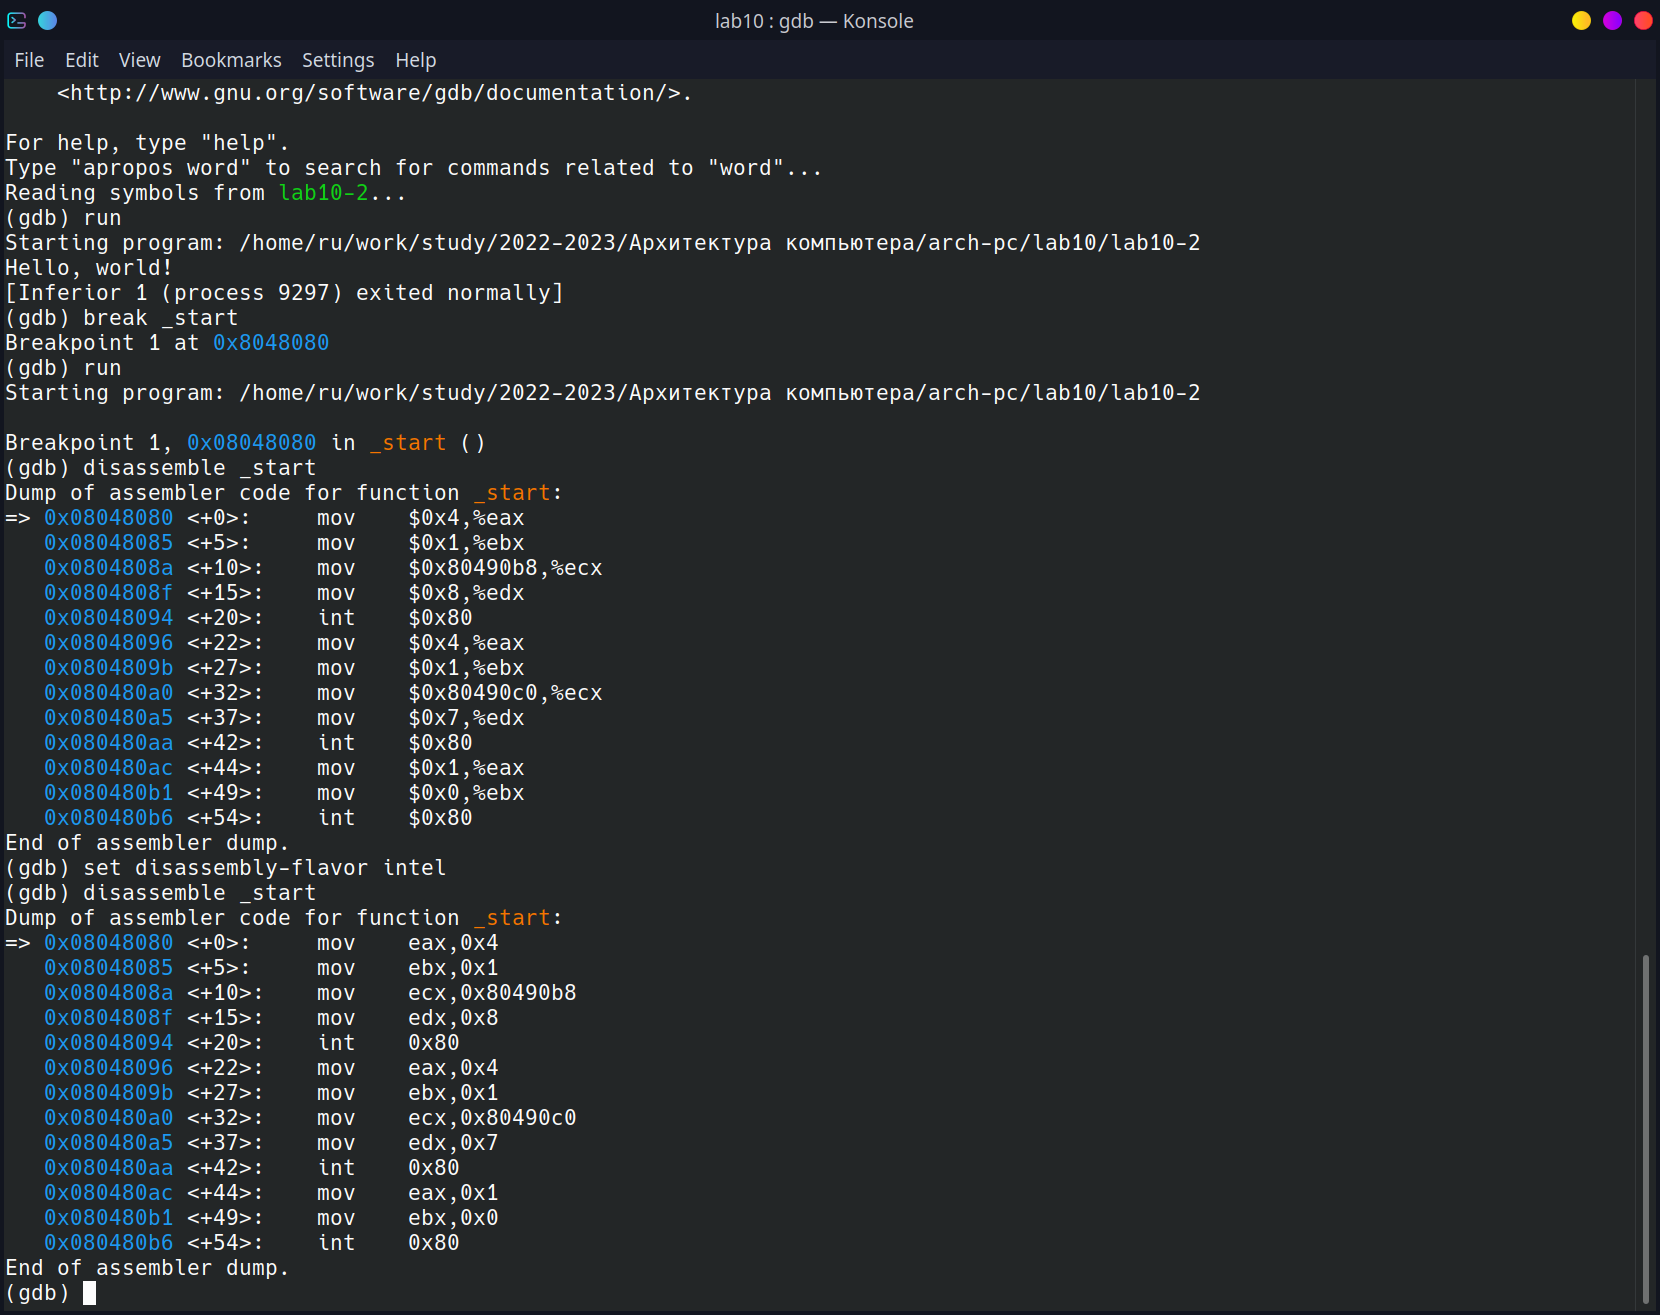 lab10 : gdb — Konsole
File Edit View Bookmarks Settings Help
    <http://www.gnu.org/software/gdb/documentation/>.

For help, type "help".
Type "apropos word" to search for commands related to "word"...
Reading symbols from lab10-2...
(gdb) run
Starting program: /home/ru/work/study/2022-2023/Архитектура компьютера/arch-pc/lab10/lab10-2
Hello, world!
[Inferior 1 (process 9297) exited normally]
(gdb) break _start
Breakpoint 1 at 0x8048080
(gdb) run
Starting program: /home/ru/work/study/2022-2023/Архитектура компьютера/arch-pc/lab10/lab10-2

Breakpoint 1, 0x08048080 in _start ()
(gdb) disassemble _start
Dump of assembler code for function _start:
=> 0x08048080 <+0>:     mov    $0x4,%eax
   0x08048085 <+5>:     mov    $0x1,%ebx
   0x0804808a <+10>:    mov    $0x80490b8,%ecx
   0x0804808f <+15>:    mov    $0x8,%edx
   0x08048094 <+20>:    int    $0x80
   0x08048096 <+22>:    mov    $0x4,%eax
   0x0804809b <+27>:    mov    $0x1,%ebx
   0x080480a0 <+32>:    mov    $0x80490c0,%ecx
   0x080480a5 <+37>:    mov    $0x7,%edx
   0x080480aa <+42>:    int    $0x80
   0x080480ac <+44>:    mov    $0x1,%eax
   0x080480b1 <+49>:    mov    $0x0,%ebx
   0x080480b6 <+54>:    int    $0x80
End of assembler dump.
(gdb) set disassembly-flavor intel
(gdb) disassemble _start
Dump of assembler code for function _start:
=> 0x08048080 <+0>:     mov    eax,0x4
   0x08048085 <+5>:     mov    ebx,0x1
   0x0804808a <+10>:    mov    ecx,0x80490b8
   0x0804808f <+15>:    mov    edx,0x8
   0x08048094 <+20>:    int    0x80
   0x08048096 <+22>:    mov    eax,0x4
   0x0804809b <+27>:    mov    ebx,0x1
   0x080480a0 <+32>:    mov    ecx,0x80490c0
   0x080480a5 <+37>:    mov    edx,0x7
   0x080480aa <+42>:    int    0x80
   0x080480ac <+44>:    mov    eax,0x1
   0x080480b1 <+49>:    mov    ebx,0x0
   0x080480b6 <+54>:    int    0x80
End of assembler dump.
(gdb)